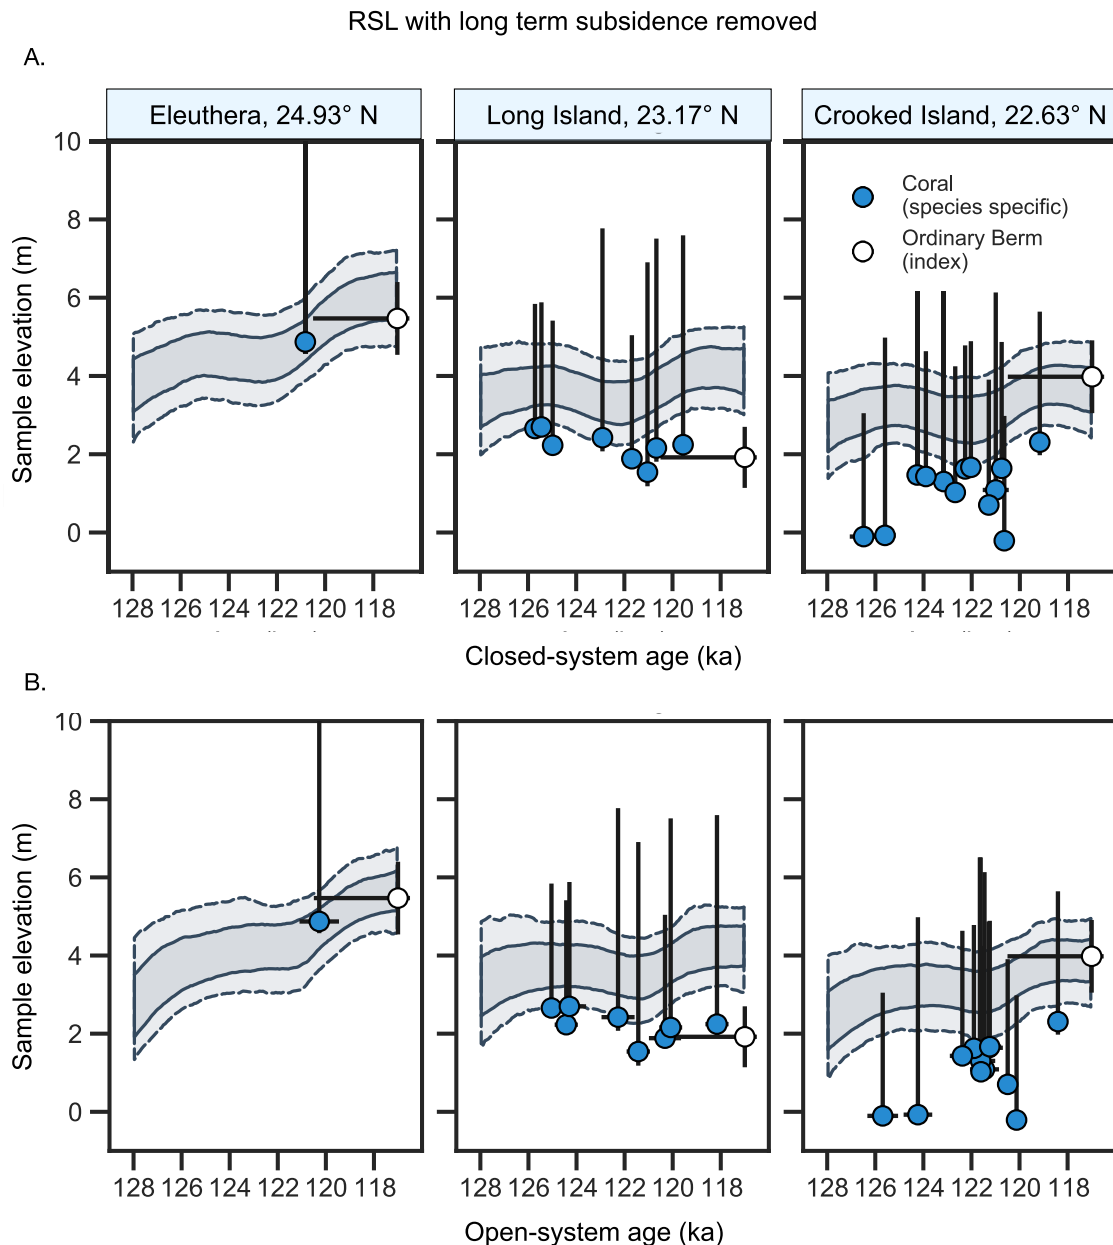 RSL with long term subsidence removed
A.
Eleuthera, 24.93° N
Long Island, 23.17° N
Crooked Island, 22.63° N
10
8
6
4
2
0
Sample elevation (m)
Coral
(species specific)
Ordinary Berm
(index)
128 126 124 122 120 118
128 126 124 122 120 118
128 126 124 122 120 118
Closed-system age (ka)
B.
10
8
6
4
2
0
Sample elevation (m)
128 126 124 122 120 118
128 126 124 122 120 118
128 126 124 122 120 118
Open-system age (ka)